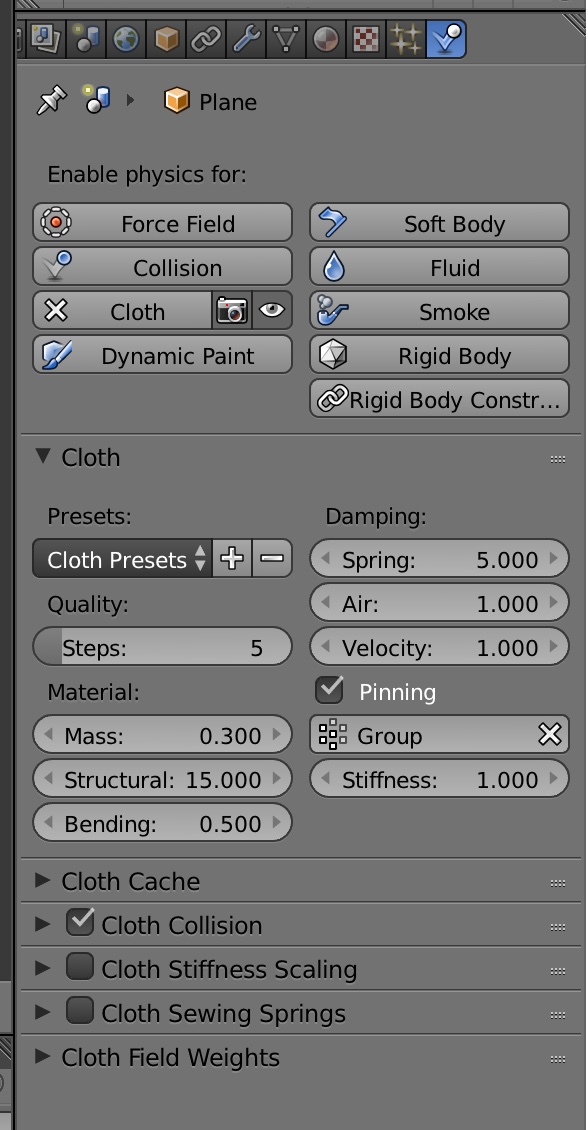 Plane
Enable physics for:
Force Field
Soft Body
Collision
Fluid
Cloth
Smoke
Dynamic Paint
Rigid Body
Rigid Body Constr...
Cloth
Presets:
Cloth Presets
Quality:
Steps: 5
Material:
Mass: 0.300
Structural: 15.000
Bending: 0.500
Damping:
Spring: 5.000
Air: 1.000
Velocity: 1.000
Pinning
Group
Stiffness: 1.000
Cloth Cache
Cloth Collision
Cloth Stiffness Scaling
Cloth Sewing Springs
Cloth Field Weights